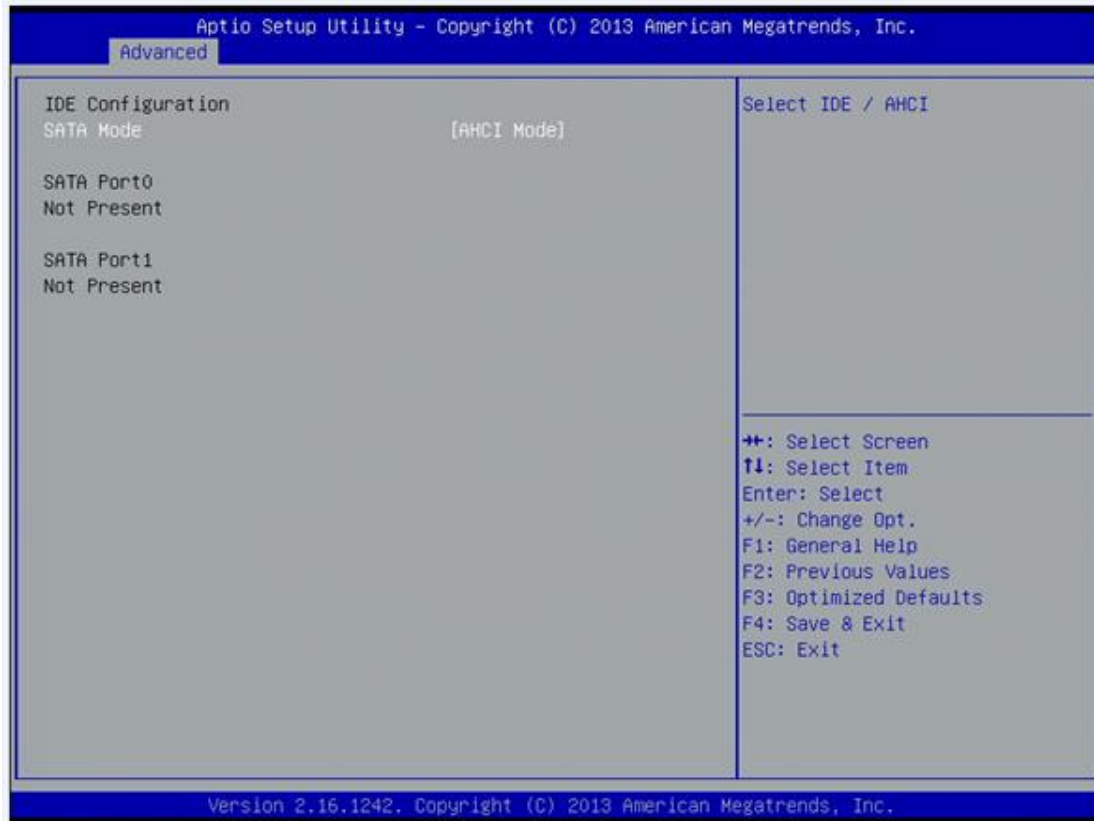 Aptio Setup Utility – Copyright (C) 2013 American Megatrends, Inc.
Advanced
IDE Configuration
SATA Mode [AHCI Mode]
SATA Port0
Not Present
SATA Port1
Not Present
Select IDE / AHCI
→←: Select Screen
↑↓: Select Item
Enter: Select
+/-: Change Opt.
F1: General Help
F2: Previous Values
F3: Optimized Defaults
F4: Save & Exit
ESC: Exit
Version 2.16.1242. Copyright (C) 2013 American Megatrends, Inc.